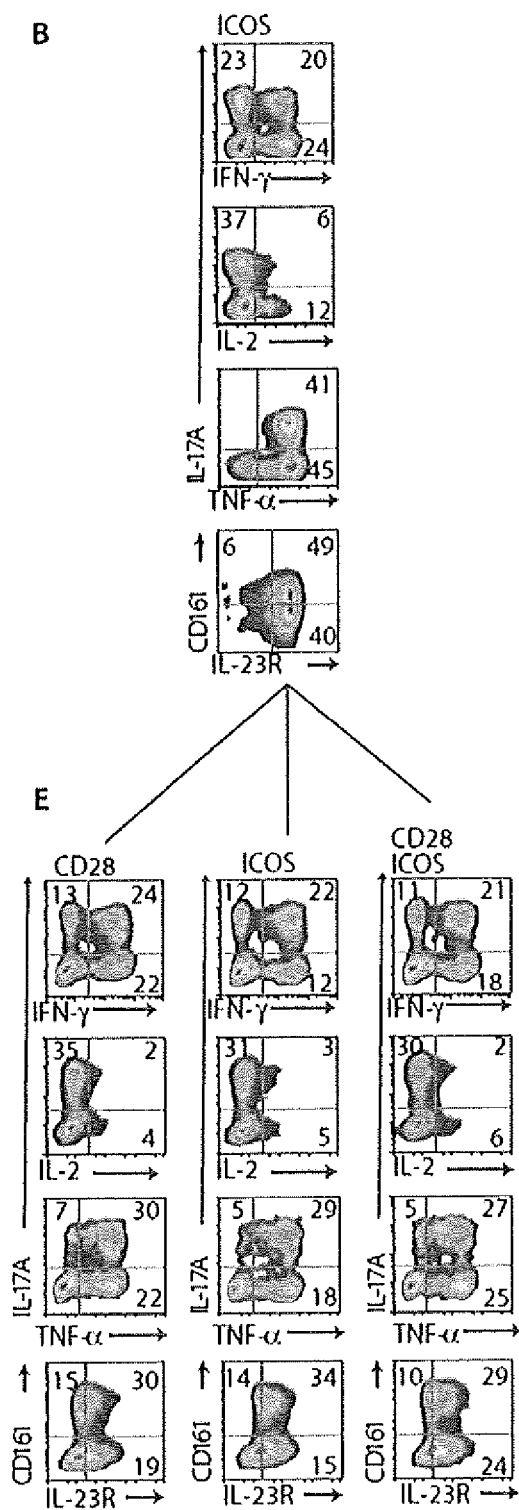 B
ICOS
23 20
24
IFN-γ
37 6
12
IL-2
41
45
IL-17A
TNF-α
6 49
40
CD161
IL-23R
E
CD28
13 24
22
IFN-γ
35 2
4
IL-2
7 30
22
IL-17A
TNF-α
15 30
19
CD161
IL-23R
ICOS
12 22
12
IFN-γ
31 3
5
IL-2
5 29
18
IL-17A
TNF-α
14 34
15
CD161
IL-23R
CD28
ICOS
11 21
18
IFN-γ
30 2
6
IL-2
5 27
25
IL-17A
TNF-α
10 29
24
CD161
IL-23R